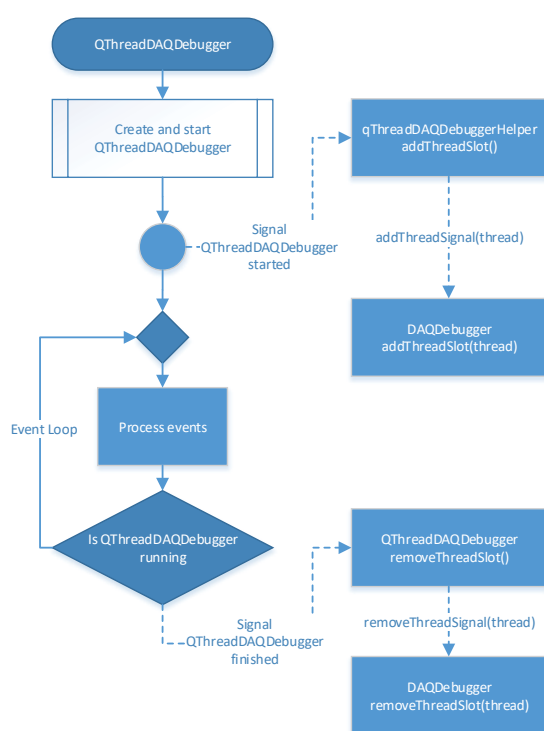 QThreadDAQDebugger
Create and start
QThreadDAQDebugger
qThreadDAQDebuggerHelper
addThreadSlot()
Signal
QThreadDAQDebugger
started
addThreadSignal(thread)
DAQDebugger
addThreadSlot(thread)
Event Loop
Process events
Is QThreadDAQDebugger
running
QThreadDAQDebugger
removeThreadSlot()
Signal
QThreadDAQDebugger
finished
removeThreadSignal(thread)
DAQDebugger
removeThreadSlot(thread)